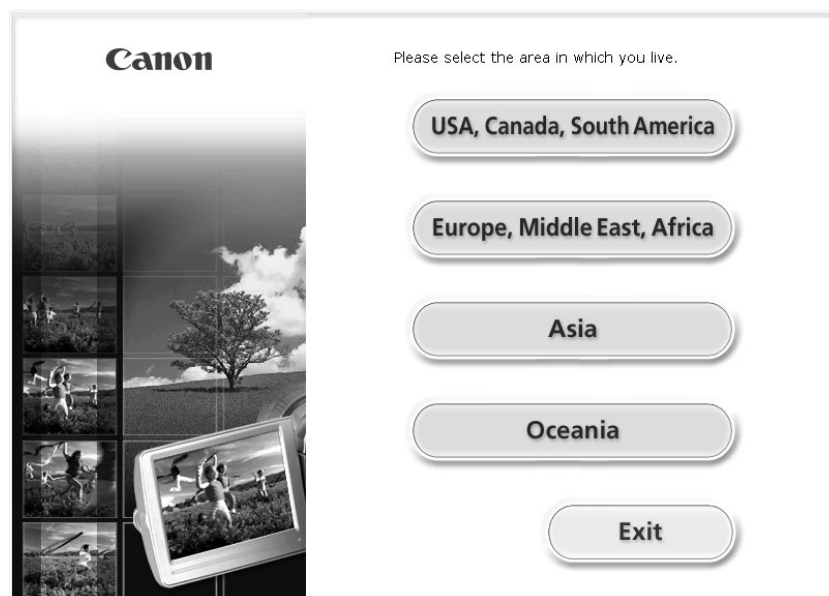 Canon
Please select the area in which you live.
USA, Canada, South America
Europe, Middle East, Africa
Asia
Oceania
Exit